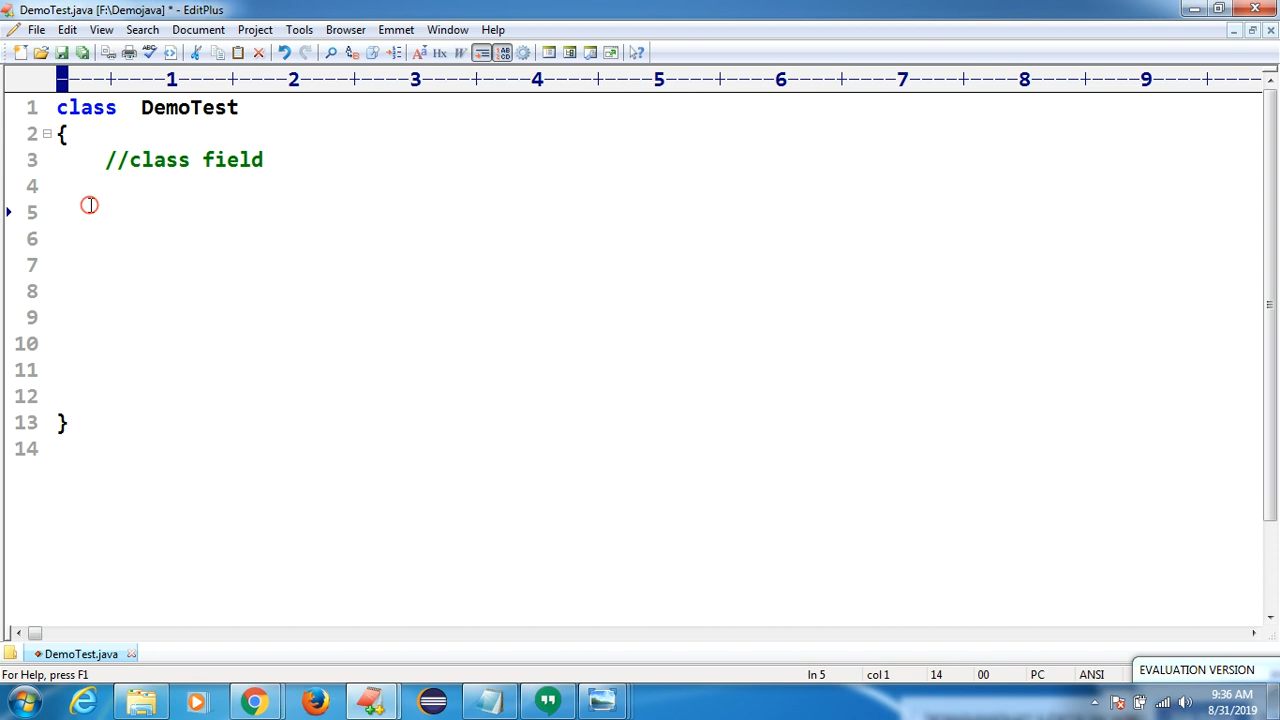 DemoTest.java [F:\Demojava] * - EditPlus
File Edit View Search Document Project Tools Browser Emmet Window Help
----+----1----+----2----+----3----+----4----+----5----+----6----+----7----+----8----+----9----+--
1 class  DemoTest
2 {
3 //class field
4
5
6
7
8
9
10
11
12
13 }
14
DemoTest.java
For Help, press F1 ln 5 col 1 14 00 PC ANSI EVALUATION VERSION
9:36 AM
8/31/2019